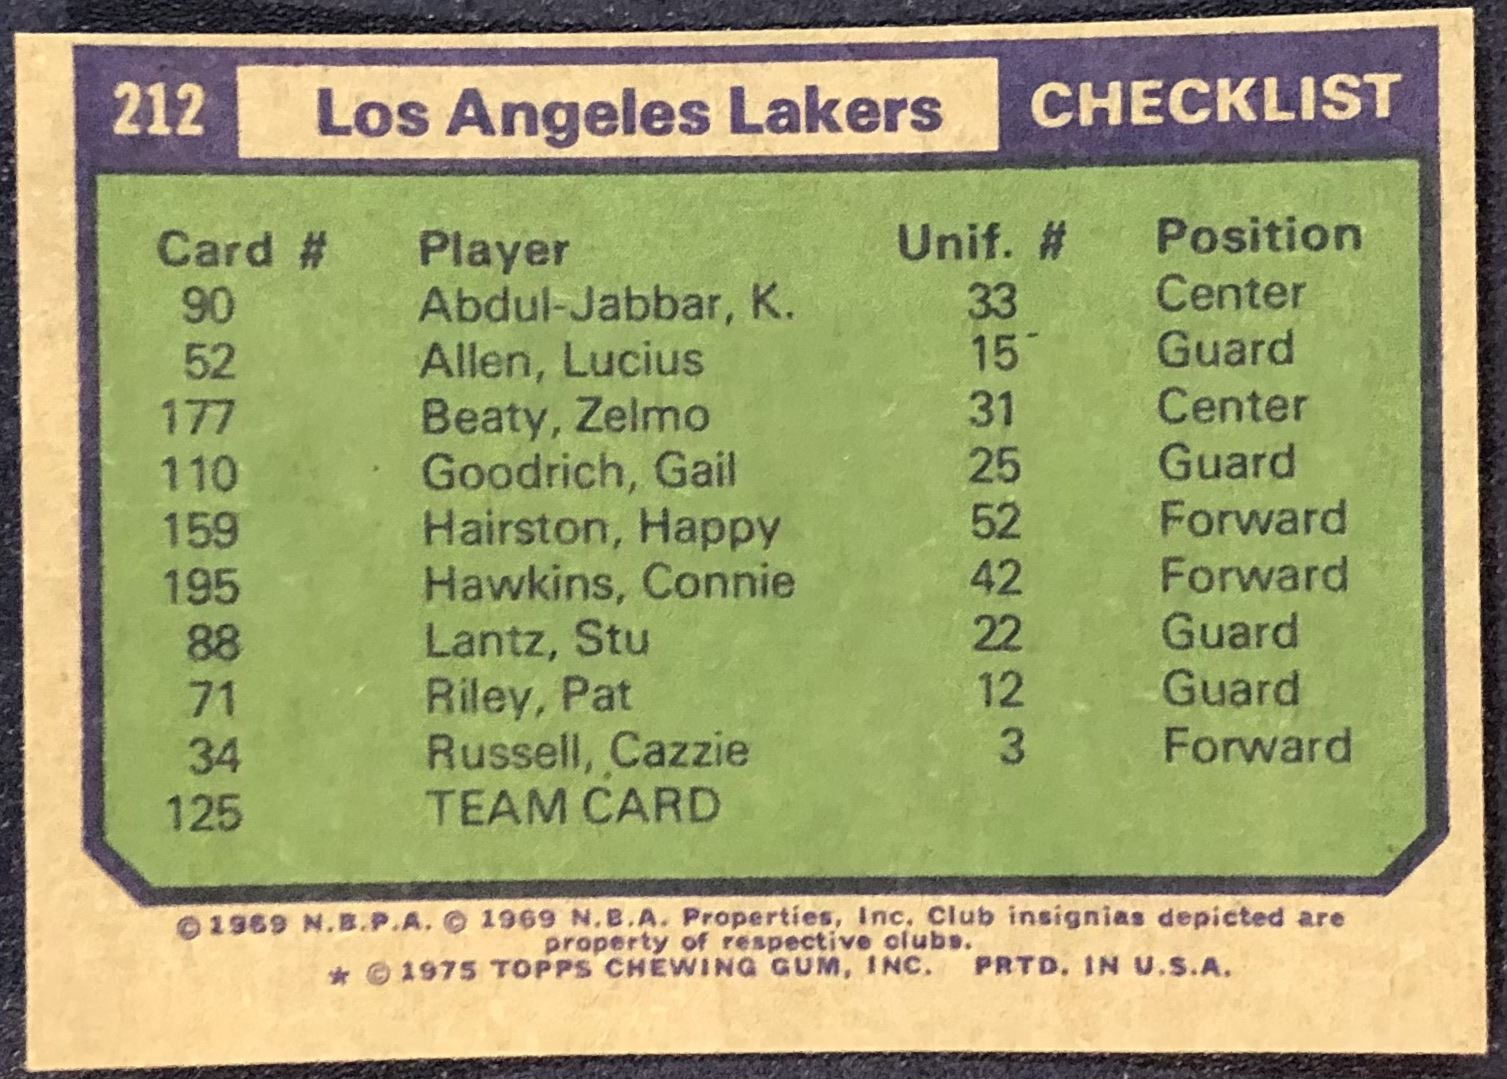 212 Los Angeles Lakers CHECKLIST
Card # Player Unif. # Position
90 Abdul-Jabbar, K. 33 Center
52 Allen, Lucius 15 Guard
177 Beaty, Zelmo 31 Center
110 Goodrich, Gail 25 Guard
159 Hairston, Happy 52 Forward
195 Hawkins, Connie 42 Forward
88 Lantz, Stu 22 Guard
71 Riley, Pat 12 Guard
34 Russell, Cazzie 3 Forward
125 TEAM CARD
© 1969 N.B.P.A. © 1969 N.B.A. Properties, Inc. Club insignias depicted are
property of respective clubs.
* © 1975 TOPPS CHEWING GUM, INC. PRTD. IN U.S.A.